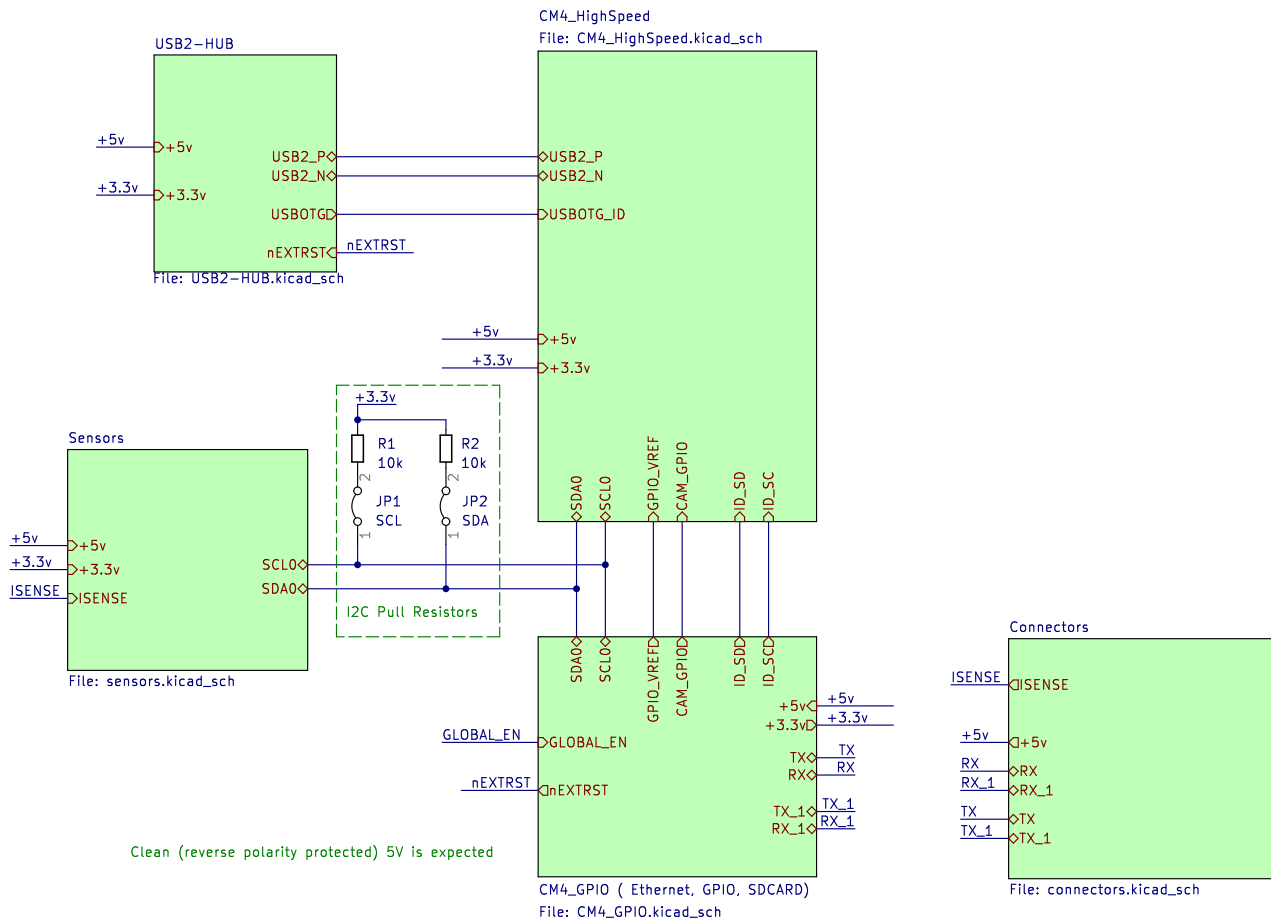 CM4_HighSpeed
File: CM4_HighSpeed.kicad_sch
USB2-HUB
+5v
+5v
+3.3v
+3.3v
USB2_P
USB2_N
USBOTG
nEXTRST
nEXTRST
File: USB2-HUB.kicad_sch
USB2_P
USB2_N
USBOTG_ID
+5v
+5v
+3.3v
+3.3v
SDA0
SCL0
GPIO_VREF
CAM_GPIO
ID_SD
ID_SC
+3.3v
R1
10k
R2
10k
2
2
JP1
SCL
JP2
SDA
1
1
I2C Pull Resistors
Sensors
+5v
+5v
+3.3v
+3.3v
ISENSE
ISENSE
SCL0
SDA0
File: sensors.kicad_sch
SDA0
SCL0
GPIO_VREF
CAM_GPIO
ID_SD
ID_SC
+5v
+5v
+3.3v
+3.3v
GLOBAL_EN
GLOBAL_EN
TX
TX
RX
RX
nEXTRST
nEXTRST
TX_1
TX_1
RX_1
RX_1
Clean (reverse polarity protected) 5V is expected
CM4_GPIO ( Ethernet, GPIO, SDCARD)
File: CM4_GPIO.kicad_sch
Connectors
ISENSE
ISENSE
+5v
+5v
RX
RX
RX_1
RX_1
TX
TX
TX_1
TX_1
File: connectors.kicad_sch